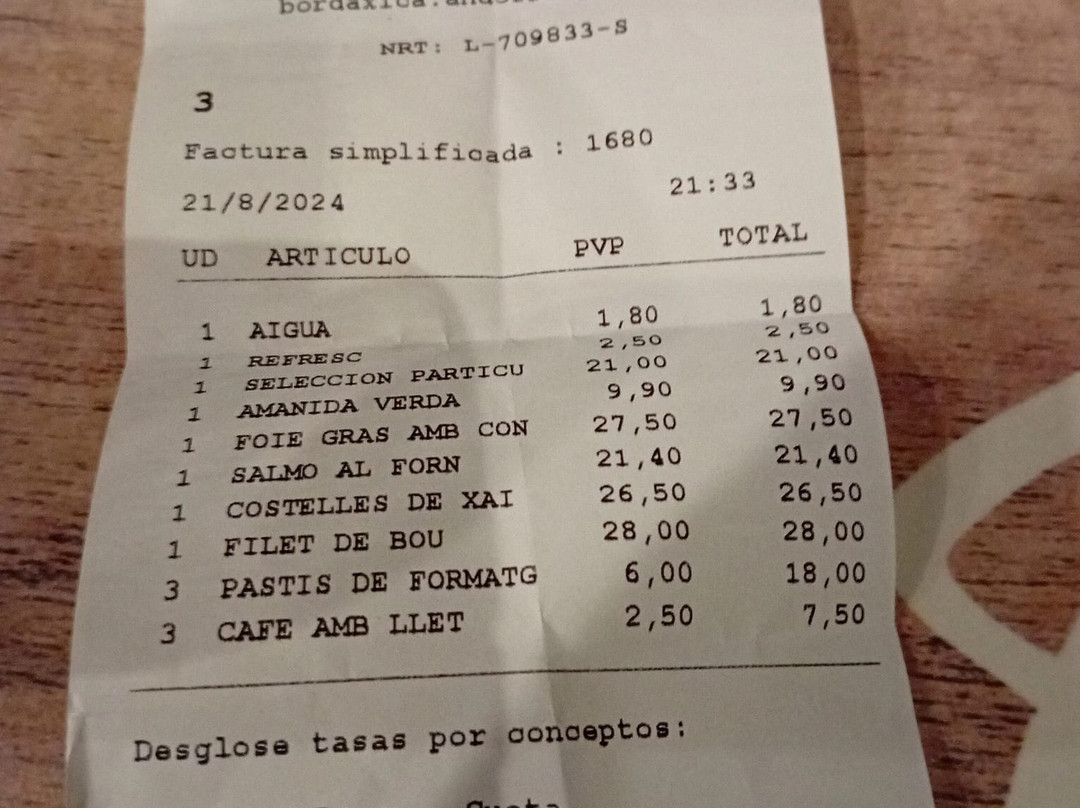 NRT: L-709833-S
3
Factura simplificada : 1680
21/8/2024 21:33
UD ARTICULO PVP TOTAL
1 AIGUA 1,80 1,80
1 REFRESC 2,50 2,50
1 SELECCION PARTICU 21,00 21,00
1 AMANIDA VERDA 9,90 9,90
1 FOIE GRAS AMB CON 27,50 27,50
1 SALMO AL FORN 21,40 21,40
1 COSTELLES DE XAI 26,50 26,50
1 FILET DE BOU 28,00 28,00
3 PASTIS DE FORMATG 6,00 18,00
3 CAFE AMB LLET 2,50 7,50
Desglose tasas por conceptos: